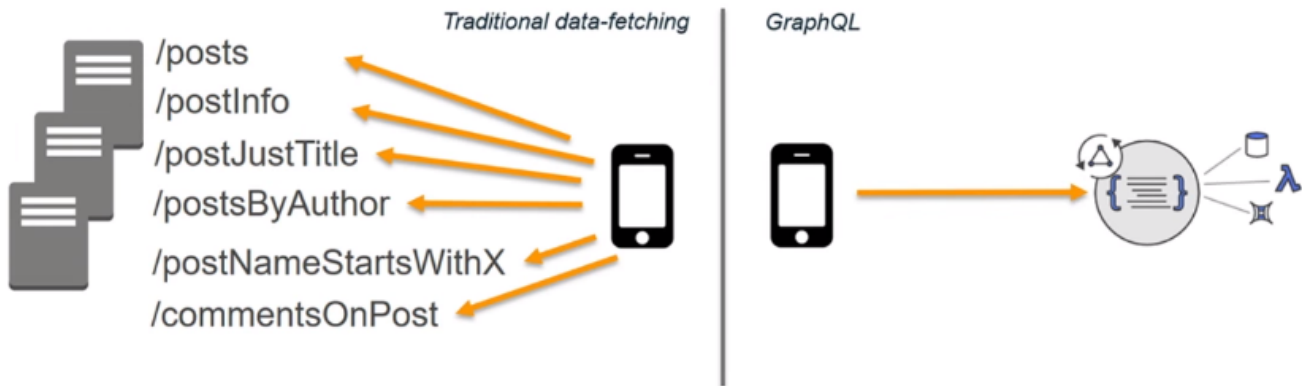 Traditional data-fetching
GraphQL
/posts
/postInfo
/postJustTitle
/postsByAuthor
/postNameStartsWithX
/commentsOnPost
{ }
λ